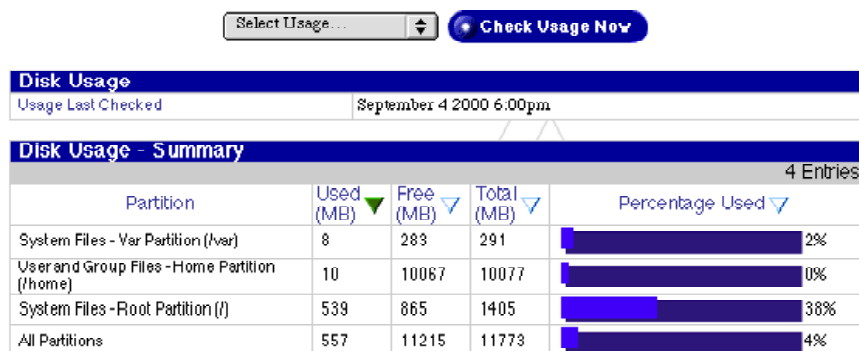 Select Usage...
Check Usage Now
Disk Usage
Usage Last Checked September 4 2000 6:00pm
Disk Usage - Summary
4 Entries
Partition Used (MB) Free (MB) Total (MB) Percentage Used
System Files - Var Partition (/var) 8 283 291 2%
User and Group Files - Home Partition (/home) 10 10067 10077 0%
System Files - Root Partition (/) 539 865 1405 38%
All Partitions 557 11215 11773 4%